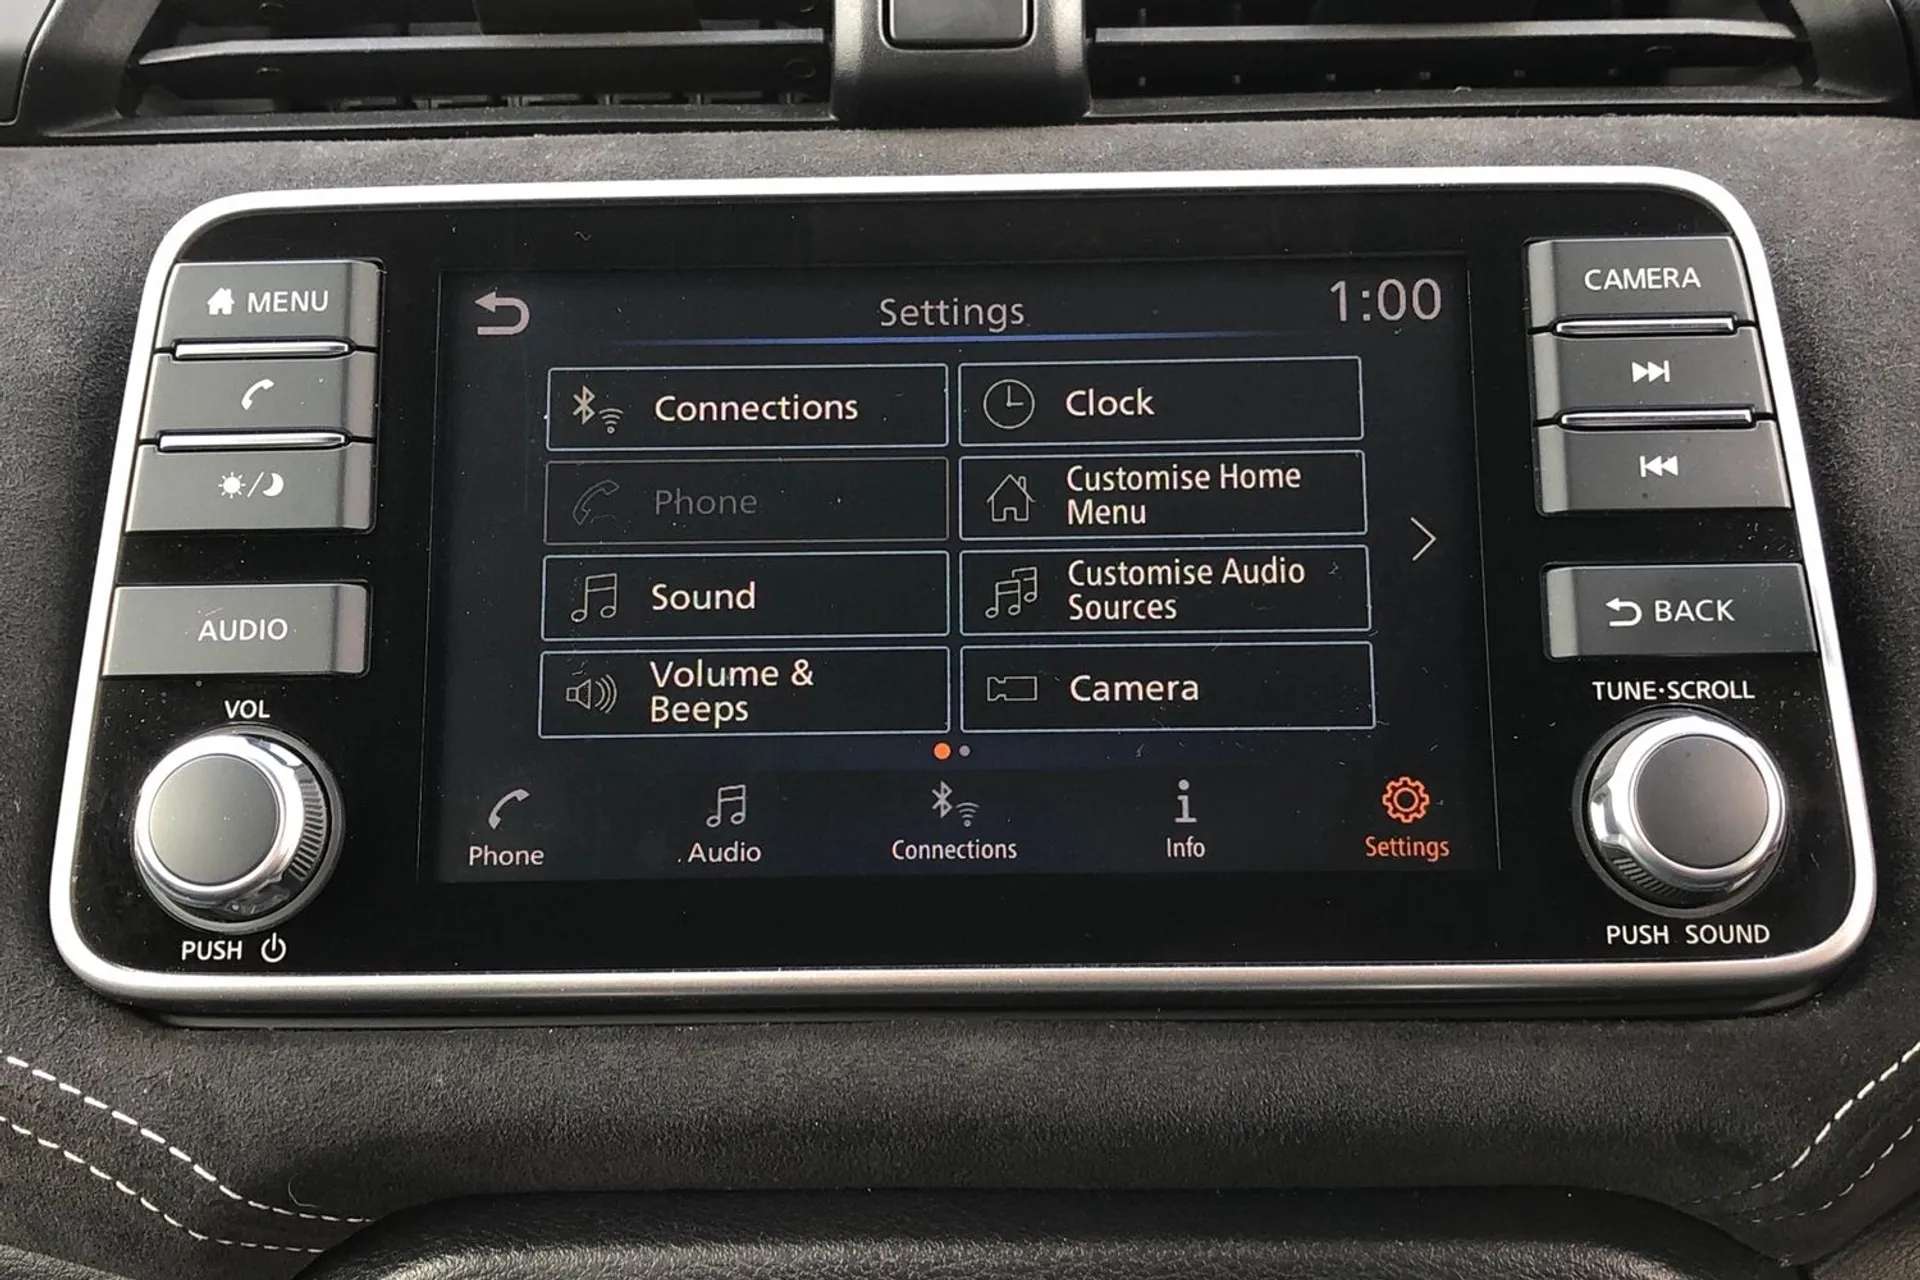 MENU
AUDIO
VOL
PUSH
Settings
1:00
Connections
Clock
Phone
Customise Home
Menu
Sound
Customise Audio
Sources
Volume &
Beeps
Camera
Phone
Audio
Connections
Info
Settings
CAMERA
BACK
TUNE·SCROLL
PUSH SOUND